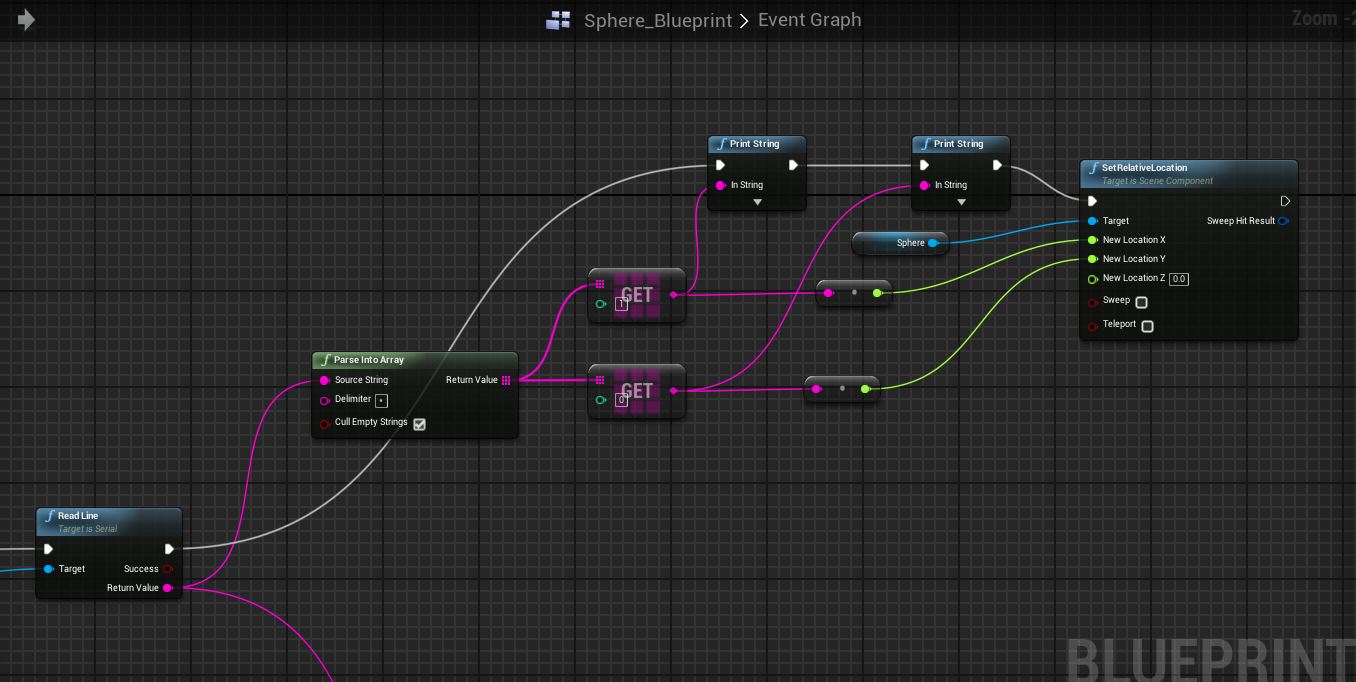 Sphere_Blueprint > Event Graph
Zoom -2
Print String
In String
Print String
In String
SetRelativeLocation
Target is Scene Component
Target
Sweep Hit Result
New Location X
New Location Y
New Location Z 0.0
Sweep
Teleport
Sphere
GET
1
GET
0
Parse Into Array
Source String
Return Value
Delimiter
Cull Empty Strings
Read Line
Target is Serial
Target
Success
Return Value
BLUEPRINT